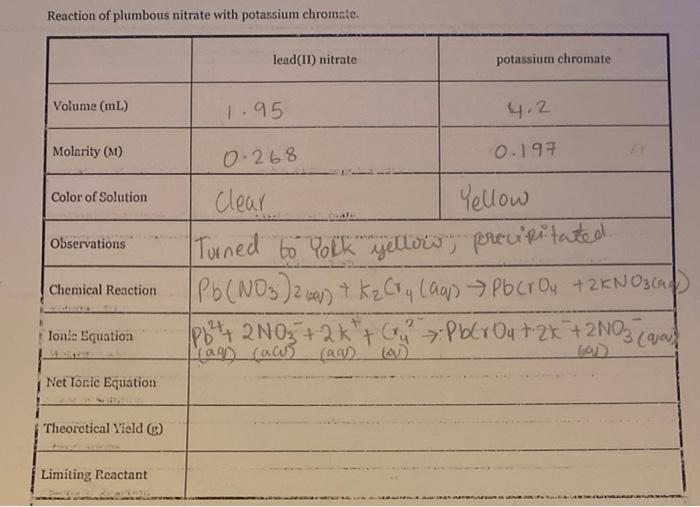 Reaction of plumbous nitrate with potassium chromate.
lead(II) nitrate potassium chromate
Volume (mL) 1.95 4.2
Molarity (M) 0.268 0.197
Color of Solution Clear Yellow
Observations Turned to Yolk yellow, precipitated
Chemical Reaction Pb(NO3)2(aq) + K2Cr4(aq) → PbCrO4 + 2KNO3(aq)
Ionic Equation Pb²⁺ + 2NO3⁻ + 2K⁺ + Cr4²⁻ → PbCrO4 + 2K⁻ + 2NO3⁻(aq)
(aq) (aq) (aq) (aq) (aq)
Net Ionic Equation
Theoretical Yield (g)
Limiting Reactant